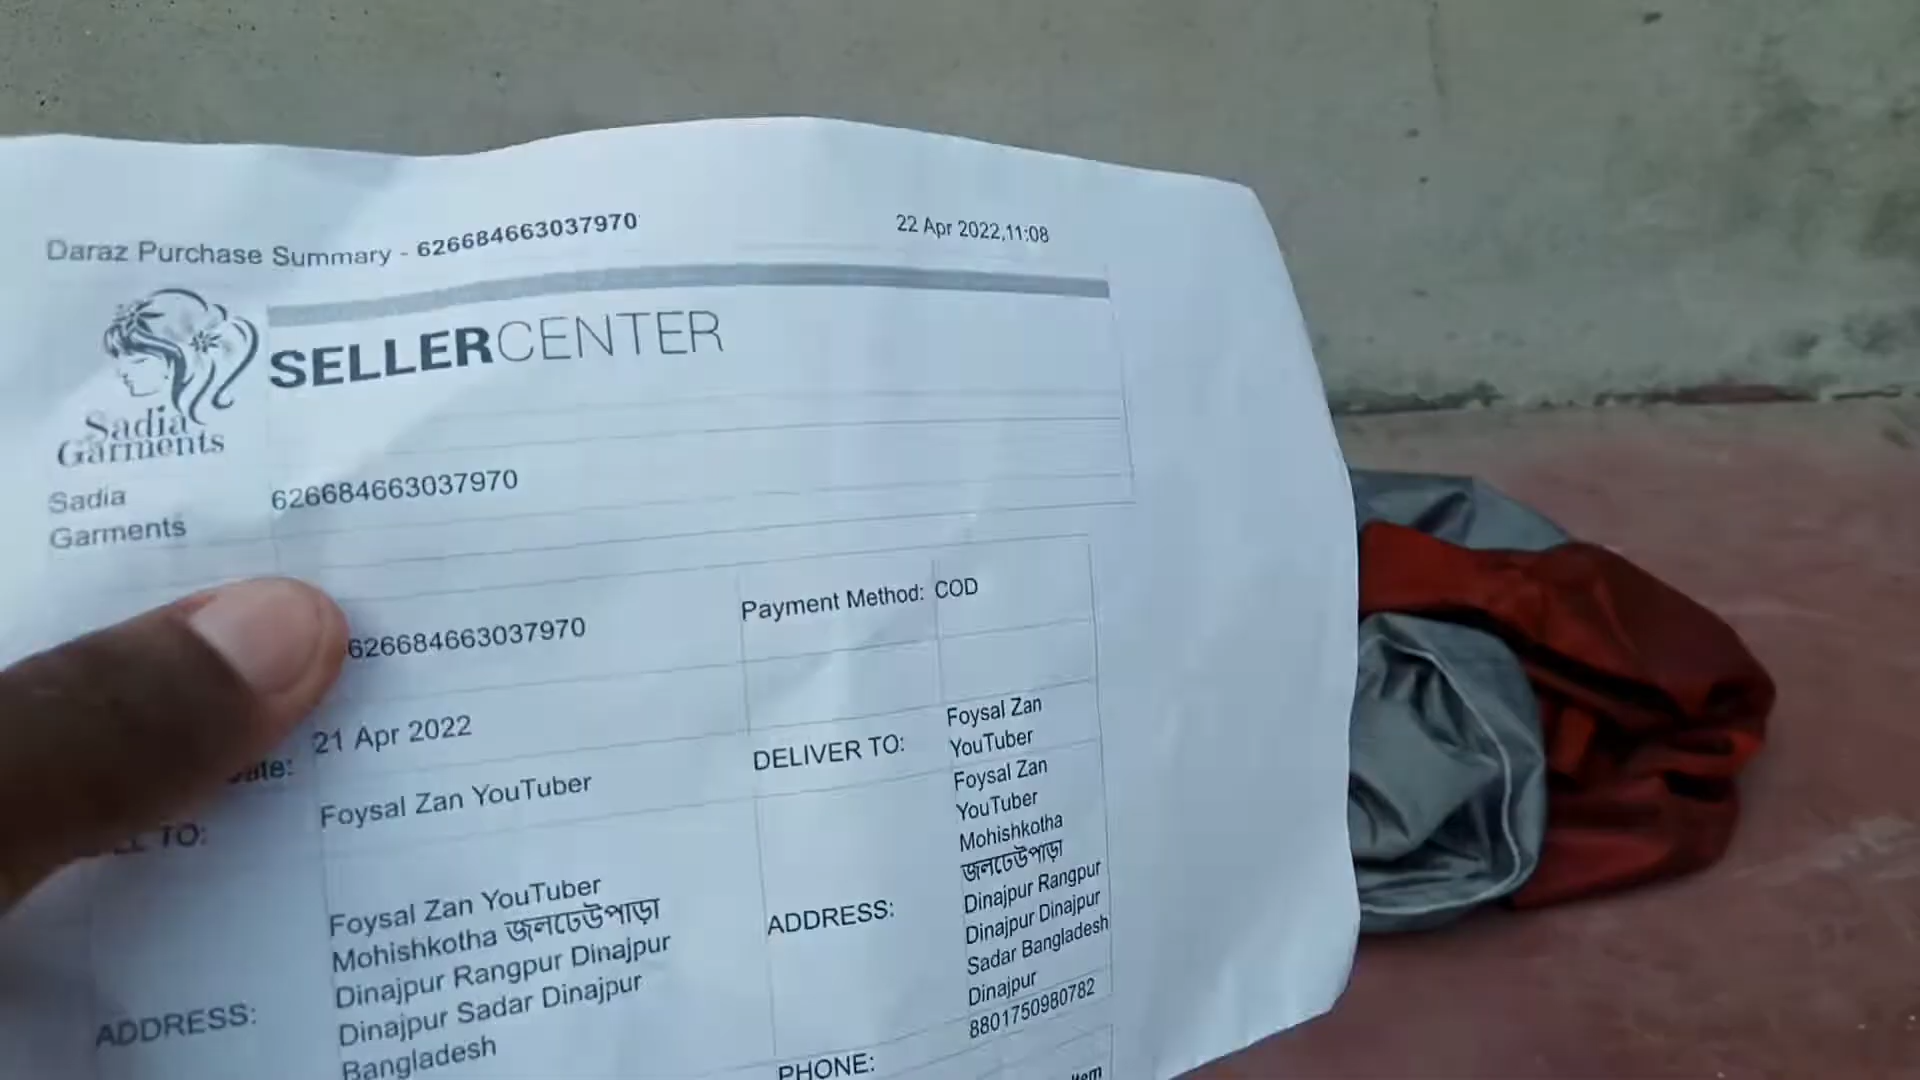 Daraz Purchase Summary - 626684663037970
22 Apr 2022,11:08
SELLERCENTER
Sadia
Garments
Sadia
Garments
626684663037970
626684663037970
Payment Method: COD
21 Apr 2022
TO:
Foysal Zan YouTuber
DELIVER TO:
Foysal Zan
YouTuber
ADDRESS:
Foysal Zan YouTuber
Mohishkotha জলঢেউপাড়া
Dinajpur Rangpur Dinajpur
Dinajpur Sadar Dinajpur
Bangladesh
ADDRESS:
Foysal Zan
YouTuber
Mohishkotha
জলঢেউপাড়া
Dinajpur Rangpur
Dinajpur Dinajpur
Sadar Bangladesh
Dinajpur
8801750980782
PHONE: